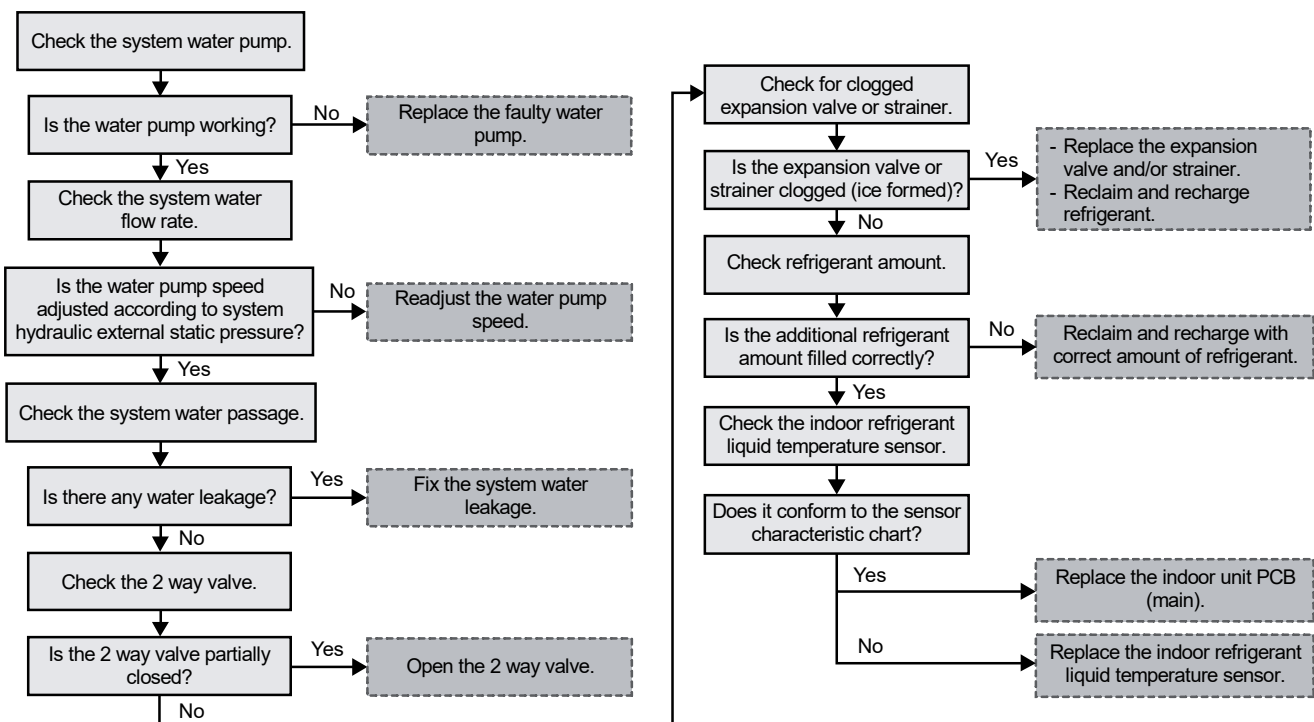 Check the system water pump.
Is the water pump working?
No
Replace the faulty water
pump.
Yes
Check the system water
flow rate.
Is the water pump speed
adjusted according to system
hydraulic external static pressure?
No
Readjust the water pump
speed.
Yes
Check the system water passage.
Is there any water leakage?
Yes
Fix the system water
leakage.
No
Check the 2 way valve.
Is the 2 way valve partially
closed?
Yes
Open the 2 way valve.
No
Check for clogged
expansion valve or strainer.
Is the expansion valve or
strainer clogged (ice formed)?
Yes
- Replace the expansion
valve and/or strainer.
- Reclaim and recharge
refrigerant.
No
Check refrigerant amount.
Is the additional refrigerant
amount filled correctly?
No
Reclaim and recharge with
correct amount of refrigerant.
Yes
Check the indoor refrigerant
liquid temperature sensor.
Does it conform to the sensor
characteristic chart?
Yes
Replace the indoor unit PCB
(main).
No
Replace the indoor refrigerant
liquid temperature sensor.